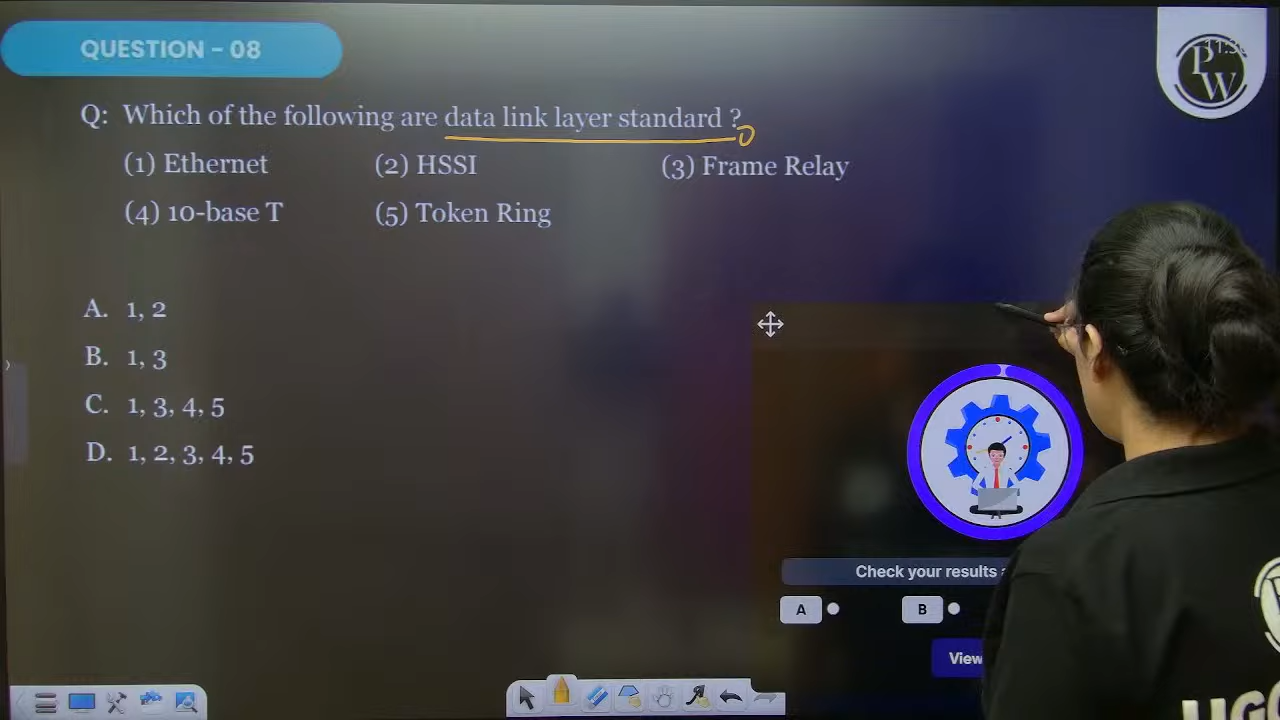 QUESTION - 08
Q: Which of the following are data link layer standard ?
(1) Ethernet (2) HSSI (3) Frame Relay
(4) 10-base T (5) Token Ring
A. 1, 2
B. 1, 3
C. 1, 3, 4, 5
D. 1, 2, 3, 4, 5
Check your results
A B
View
PW
UGC